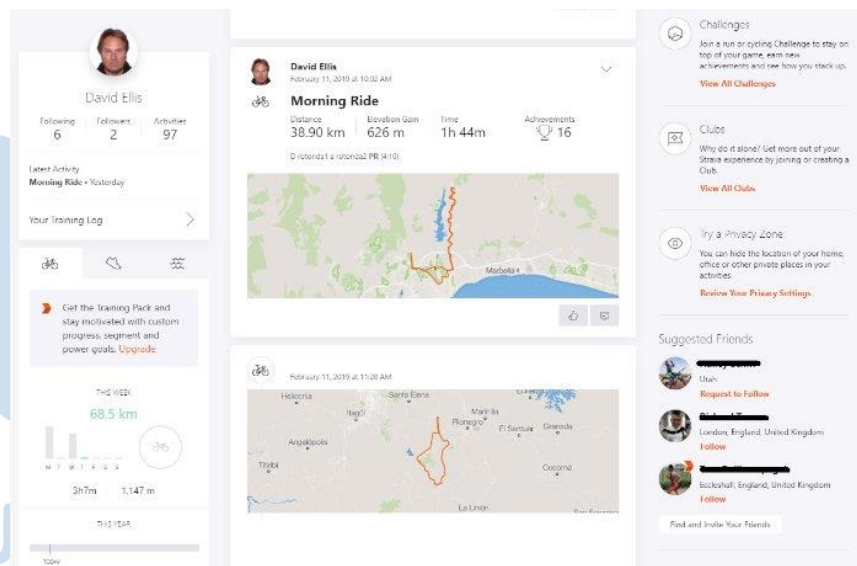 David Ellis
Following Followers Activities
6 2 97
Latest Activity
Morning Ride • Yesterday
Your Training Log
Get the Training Pack and
stay motivated with custom
progress, segment and
power goals. Upgrade
THIS WEEK
68.5 km
M T W T F S S
3h7m 1,147 m
THIS YEAR
TODAY
David Ellis
February 11, 2019 at 10:02 AM
Morning Ride
Distance Elevation Gain Time Achievements
38.90 km 626 m 1h 44m 16
D rotonda1 a rotonda2 PR (4:10)
Marbella
February 11, 2019 at 11:20 AM
Heliconia Santa Elena
Itagüí Marinilla
Rionegro El Santuario Granada
Angelópolis
Titiribí Cocorná
La Unión
San Francisco
Challenges
Join a run or cycling Challenge to stay on
top of your game, earn new
achievements and see how you stack up.
View All Challenges
Clubs
Why do it alone? Get more out of your
Strava experience by joining or creating a
Club.
View All Clubs
Try a Privacy Zone
You can hide the location of your home,
office or other private places in your
activities.
Review Your Privacy Settings
Suggested Friends
Utah
Request to Follow
London, England, United Kingdom
Follow
Eccleshall, England, United Kingdom
Follow
Find and Invite Your Friends